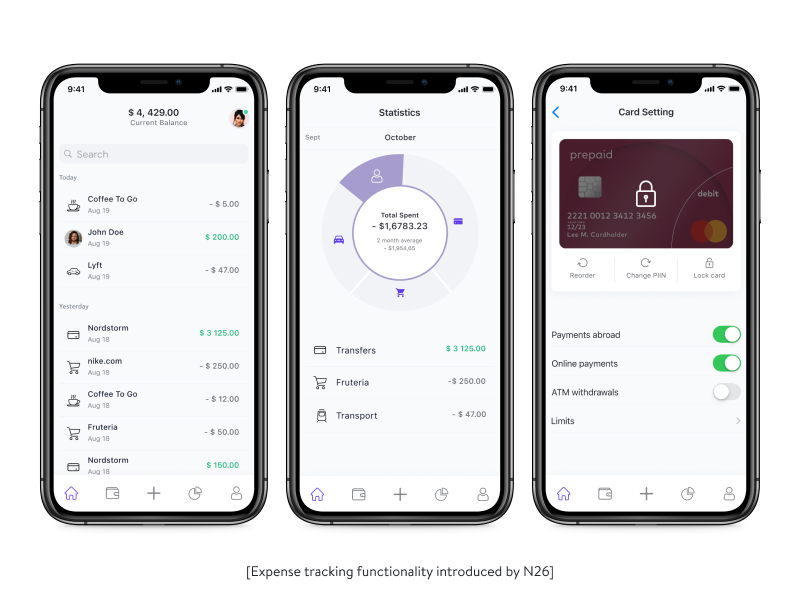 9:41
$ 4, 429.00
Current Balance
Search
Today
Coffee To Go
Aug 19
- $ 5.00
John Doe
Aug 19
$ 200.00
Lyft
Aug 19
- $ 47.00
Yesterday
Nordstorm
Aug 18
$ 3 125.00
nike.com
Aug 18
- $ 250.00
Coffee To Go
Aug 18
- $ 12.00
Fruteria
Aug 18
- $ 50.00
Nordstorm
Aug 18
$ 150.00
9:41
Statistics
Sept
October
Total Spent
- $1,6783.23
2 month average
- $1,954,65
Transfers
$ 3 125.00
Fruteria
-$ 250.00
Transport
- $ 47.00
9:41
Card Setting
prepaid
debit
2221 0012 3412 3456
12/23
Lee M. Cardholder
Reorder
Change PIIN
Lock card
Payments abroad
Online payments
ATM withdrawals
Limits
[Expense tracking functionality introduced by N26]